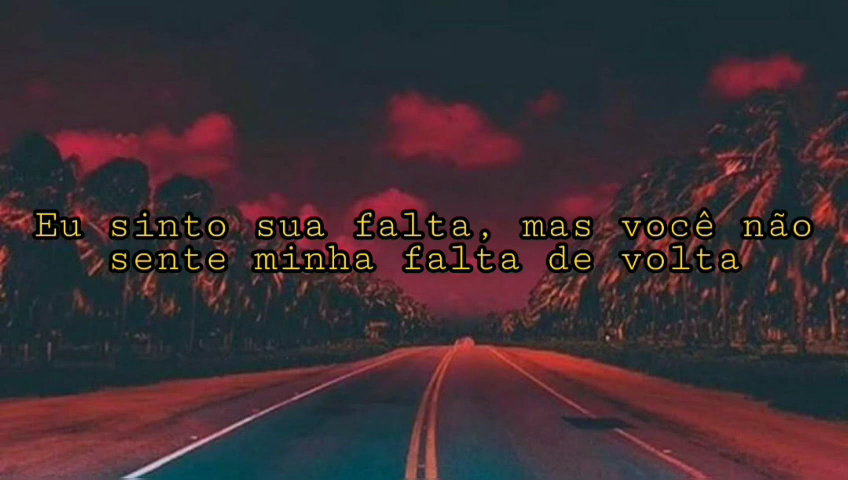 Eu sinto sua falta, mas você não
sente minha falta de volta